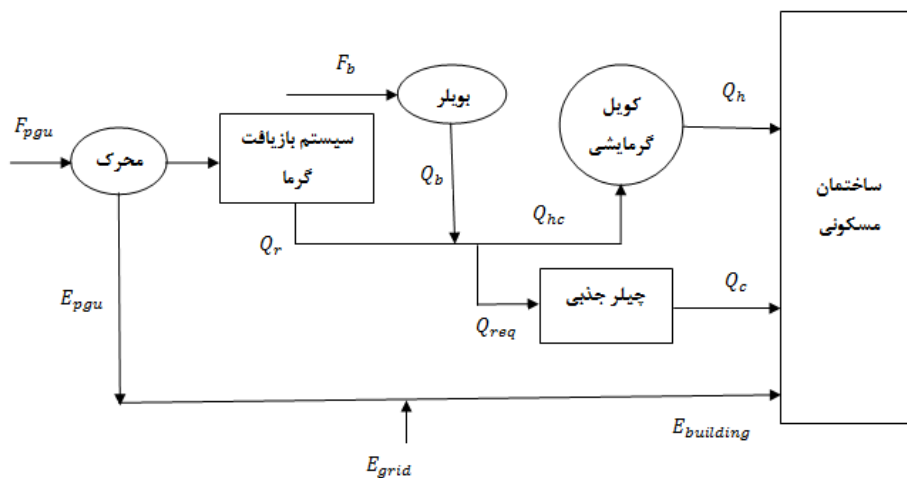 F_b
بویلر
کویل
گرمایشی
Q_h
F_pgu
محرک
سیستم بازیافت
گرما
Q_b
Q_hc
ساختمان
مسکونی
Q_r
E_pgu
چیلر جذبی
Q_c
Q_req
E_building
E_grid